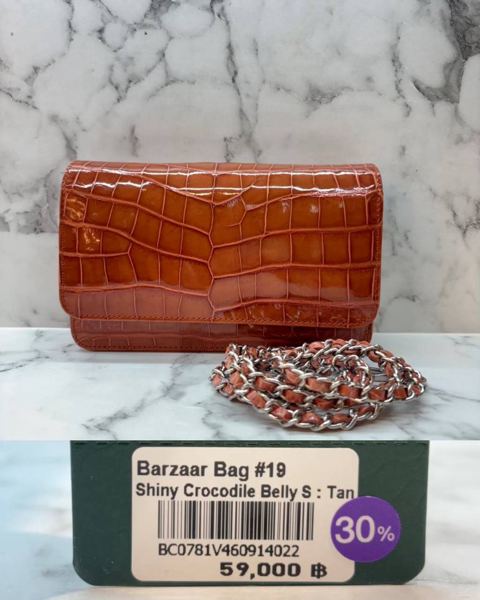 Barzaar Bag #19
Shiny Crocodile Belly S : Tan
30%
BC0781V460914022
59,000 ฿